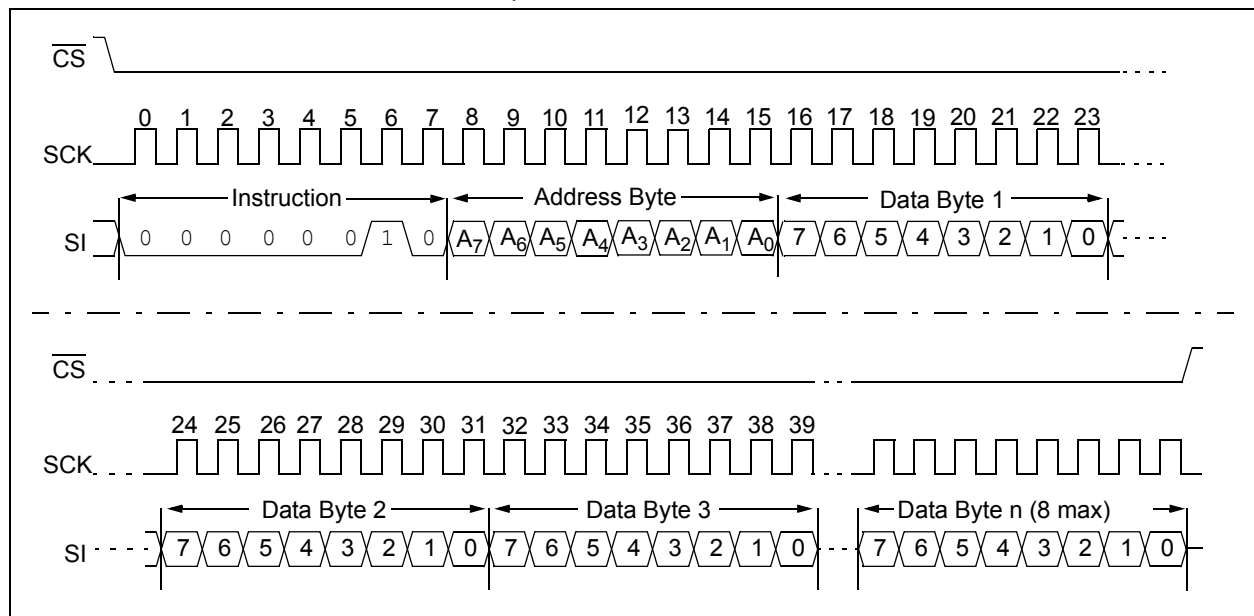 CS
0 1 2 3 4 5 6 7 8 9 10 11 12 13 14 15 16 17 18 19 20 21 22 23
SCK
Instruction Address Byte Data Byte 1
SI 0 0 0 0 0 0 1 0 A7 A6 A5 A4 A3 A2 A1 A0 7 6 5 4 3 2 1 0
CS
24 25 26 27 28 29 30 31 32 33 34 35 36 37 38 39
SCK
Data Byte 2 Data Byte 3 Data Byte n (8 max)
SI 7 6 5 4 3 2 1 0 7 6 5 4 3 2 1 0 7 6 5 4 3 2 1 0